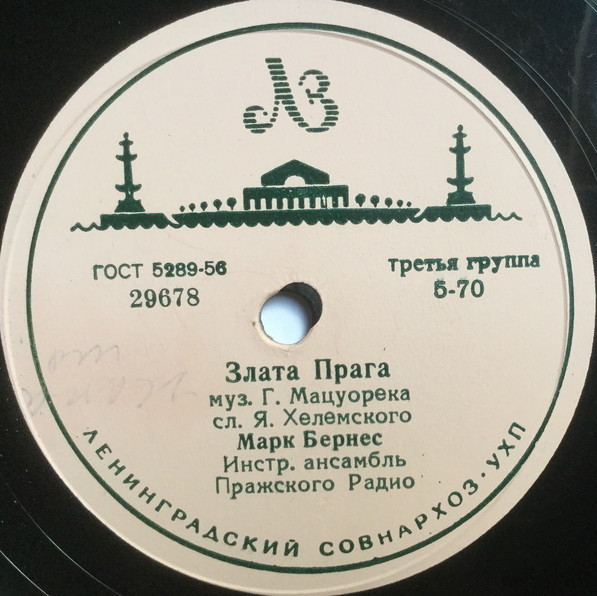 ЛЗ
ГОСТ 5289-56
29678
третья группа
5-70
Злата Прага
муз. Г. Мацуорека
сл. Я. Хелемского
Марк Бернес
Инстр. ансамбль
Пражского Радио
ЛЕНИНГРАДСКИЙ СОВНАРХОЗ·УХП